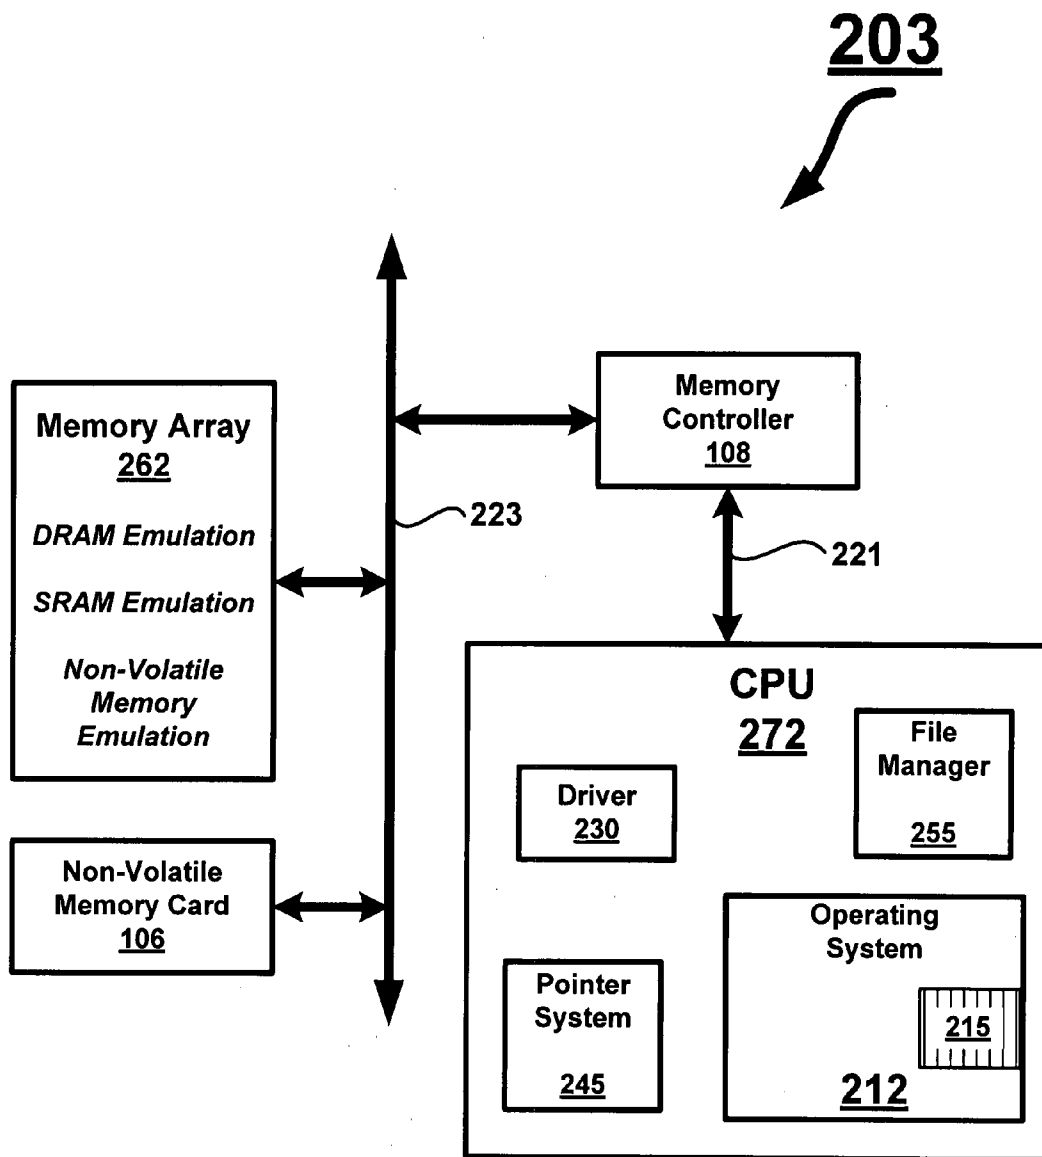 203
Memory Array
262
DRAM Emulation
SRAM Emulation
Non-Volatile
Memory
Emulation
Non-Volatile
Memory Card
106
223
Memory
Controller
108
221
CPU
272
Driver
230
File
Manager
255
Pointer
System
245
Operating
System
215
212